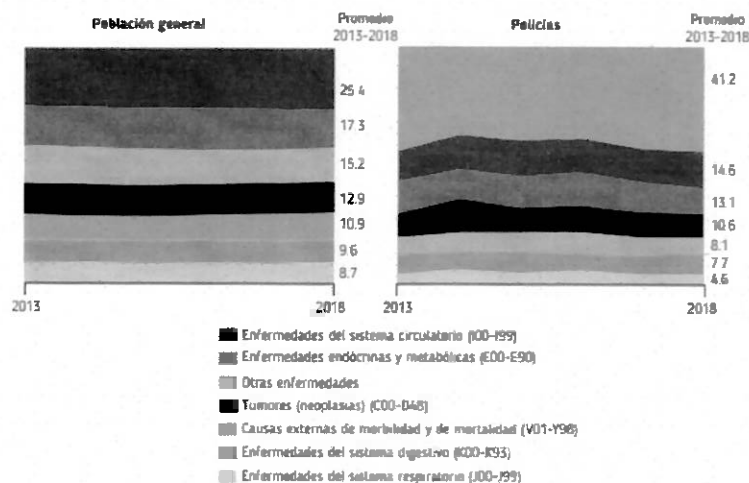 Población general
Promedio
2013-2018
25.4
17.3
15.2
12.9
10.9
9.6
8.7
2013
2018
Policías
Promedio
2013-2018
41.2
14.6
13.1
10.6
8.1
7.7
4.6
2013
2018
Enfermedades del sistema circulatorio (I00-I99)
Enfermedades endócrinas y metabólicas (E00-E90)
Otras enfermedades
Tumores (neoplasias) (C00-D48)
Causas externas de morbilidad y de mortalidad (V01-Y98)
Enfermedades del sistema digestivo (K00-K93)
Enfermedades del sistema respiratorio (J00-J99)